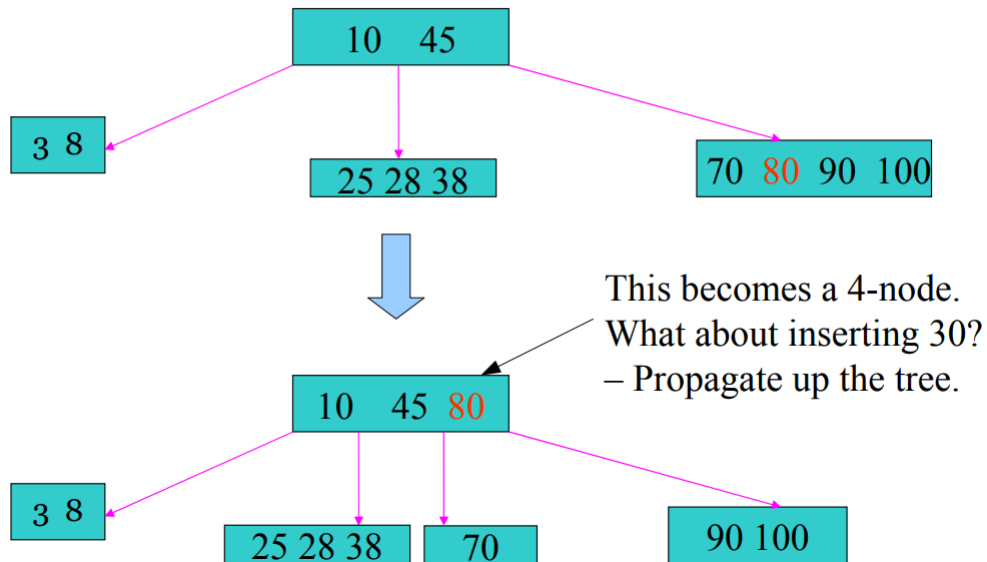 10 45
3 8
25 28 38
70 80 90 100
This becomes a 4-node.
What about inserting 30?
– Propagate up the tree.
10 45 80
3 8
25 28 38
70
90 100